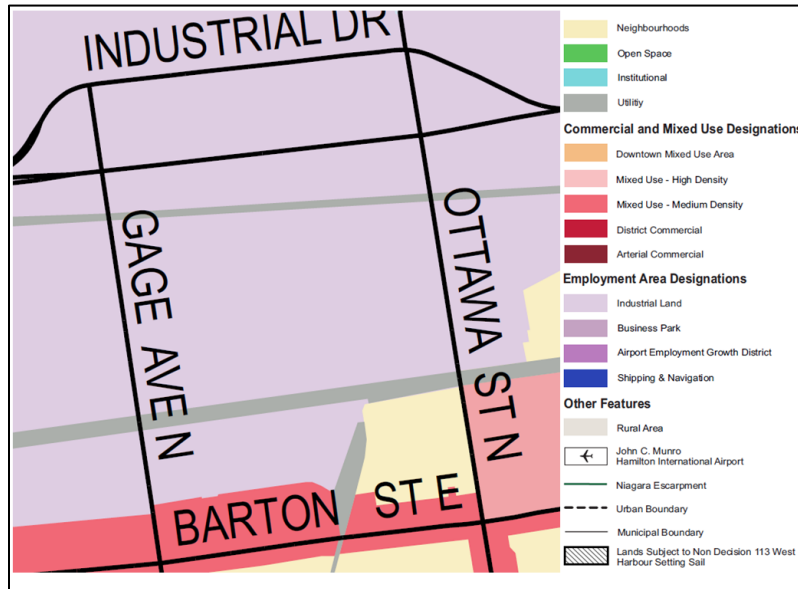 INDUSTRIAL DR
GAGE AVE N
OTTAWA ST N
BARTON ST E
Neighbourhoods
Open Space
Institutional
Utilitiy
Commercial and Mixed Use Designations
Downtown Mixed Use Area
Mixed Use - High Density
Mixed Use - Medium Density
District Commercial
Arterial Commercial
Employment Area Designations
Industrial Land
Business Park
Airport Employment Growth District
Shipping & Navigation
Other Features
Rural Area
John C. Munro
Hamilton International Airport
Niagara Escarpment
Urban Boundary
Municipal Boundary
Lands Subject to Non Decision 113 West
Harbour Setting Sail